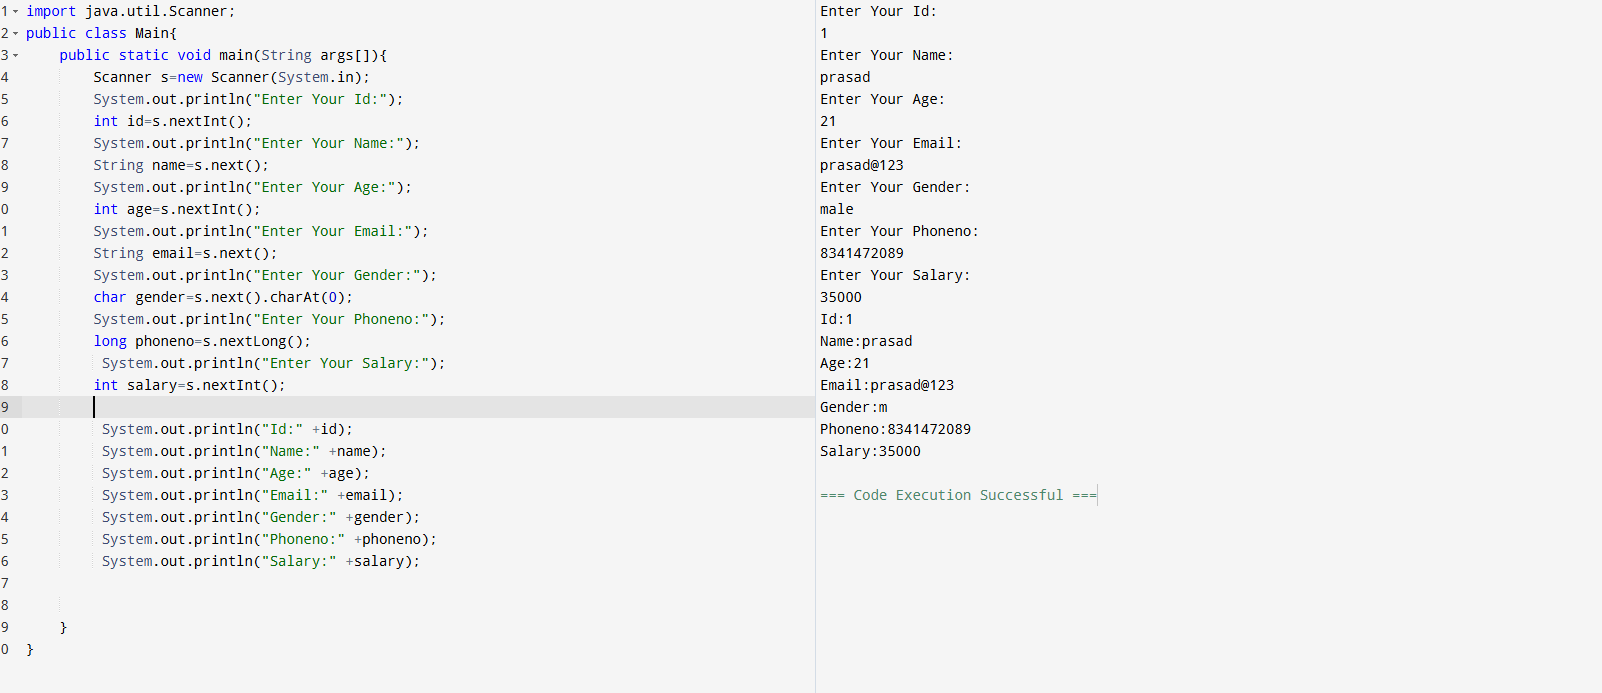 1 import java.util.Scanner;
2 public class Main{
3     public static void main(String args[]){
4         Scanner s=new Scanner(System.in);
5         System.out.println("Enter Your Id:");
6         int id=s.nextInt();
7         System.out.println("Enter Your Name:");
8         String name=s.next();
9         System.out.println("Enter Your Age:");
0         int age=s.nextInt();
1         System.out.println("Enter Your Email:");
2         String email=s.next();
3         System.out.println("Enter Your Gender:");
4         char gender=s.next().charAt(0);
5         System.out.println("Enter Your Phoneno:");
6         long phoneno=s.nextLong();
7          System.out.println("Enter Your Salary:");
8         int salary=s.nextInt();
9
0          System.out.println("Id:" +id);
1          System.out.println("Name:" +name);
2          System.out.println("Age:" +age);
3          System.out.println("Email:" +email);
4          System.out.println("Gender:" +gender);
5          System.out.println("Phoneno:" +phoneno);
6          System.out.println("Salary:" +salary);
7
8
9     }
0 }
Enter Your Id:
1
Enter Your Name:
prasad
Enter Your Age:
21
Enter Your Email:
prasad@123
Enter Your Gender:
male
Enter Your Phoneno:
8341472089
Enter Your Salary:
35000
Id:1
Name:prasad
Age:21
Email:prasad@123
Gender:m
Phoneno:8341472089
Salary:35000
=== Code Execution Successful ===